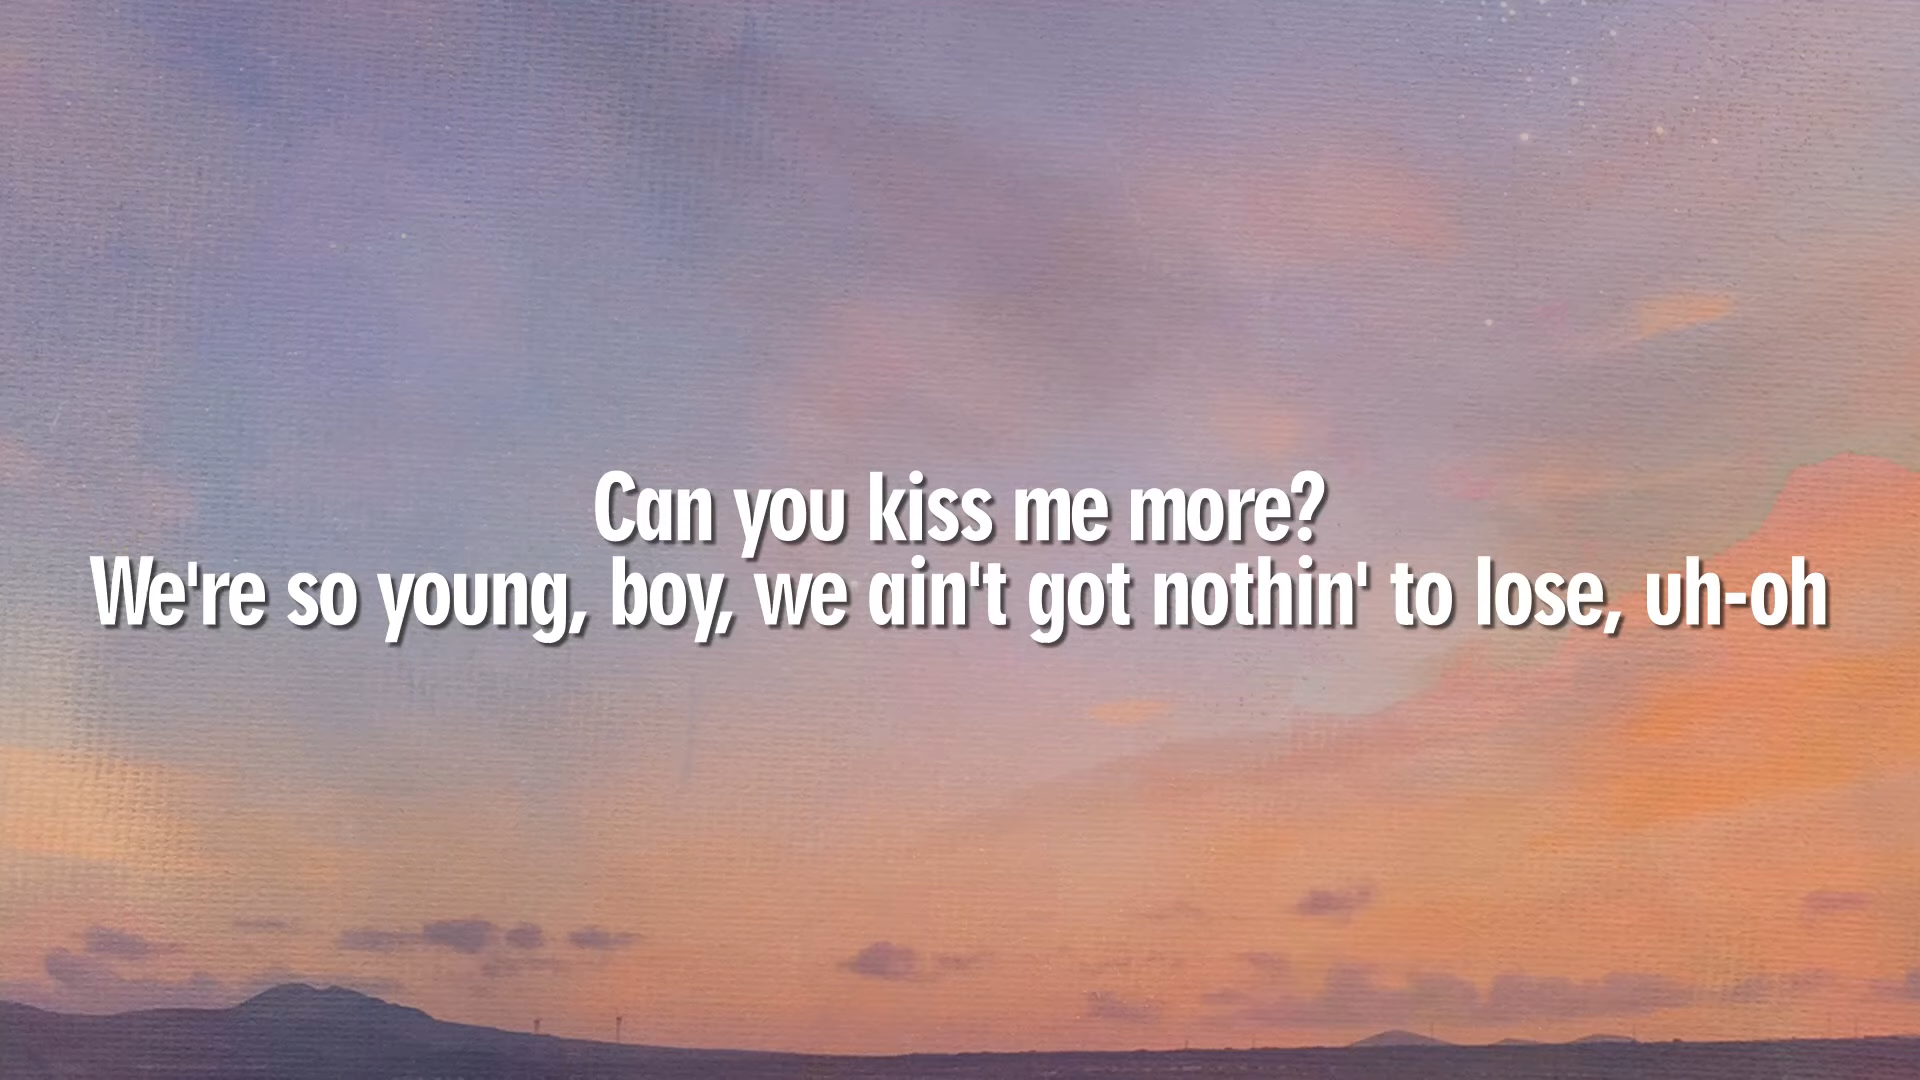 Can you kiss me more?
We're so young, boy, we ain't got nothin' to lose, uh-oh